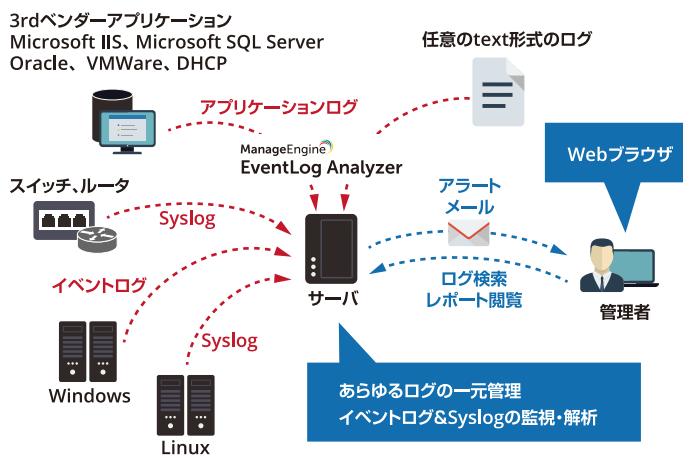 3rdベンダーアプリケーション
Microsoft IIS、Microsoft SQL Server
Oracle、VMWare、DHCP
任意のtext形式のログ
アプリケーションログ
ManageEngine
EventLog Analyzer
Webブラウザ
スイッチ、ルータ
Syslog
アラート
メール
イベントログ
サーバ
ログ検索
レポート閲覧
管理者
Syslog
Windows
Linux
あらゆるログの一元管理
イベントログ&Syslogの監視・解析